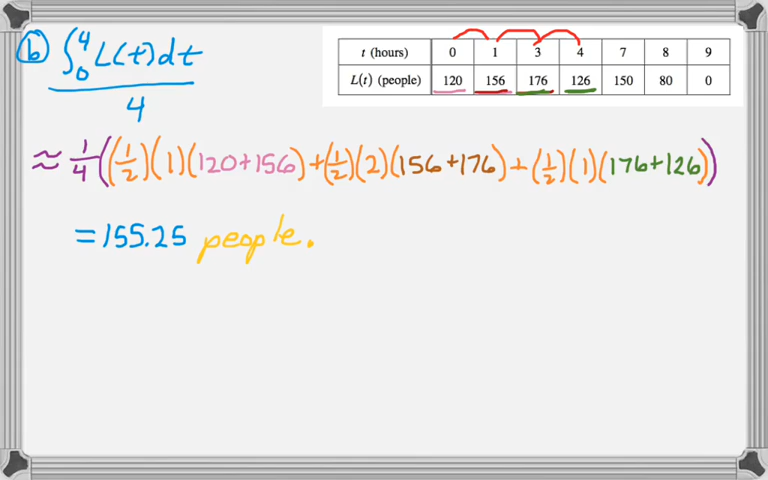 b ∫₀⁴ L(t)dt
4
t (hours) 0 1 3 4 7 8 9
L(t) (people) 120 156 176 126 150 80 0
≈ 1/4((1/2)(1)(120+156)+(1/2)(2)(156+176)+(1/2)(1)(176+126))
=155.25 people.